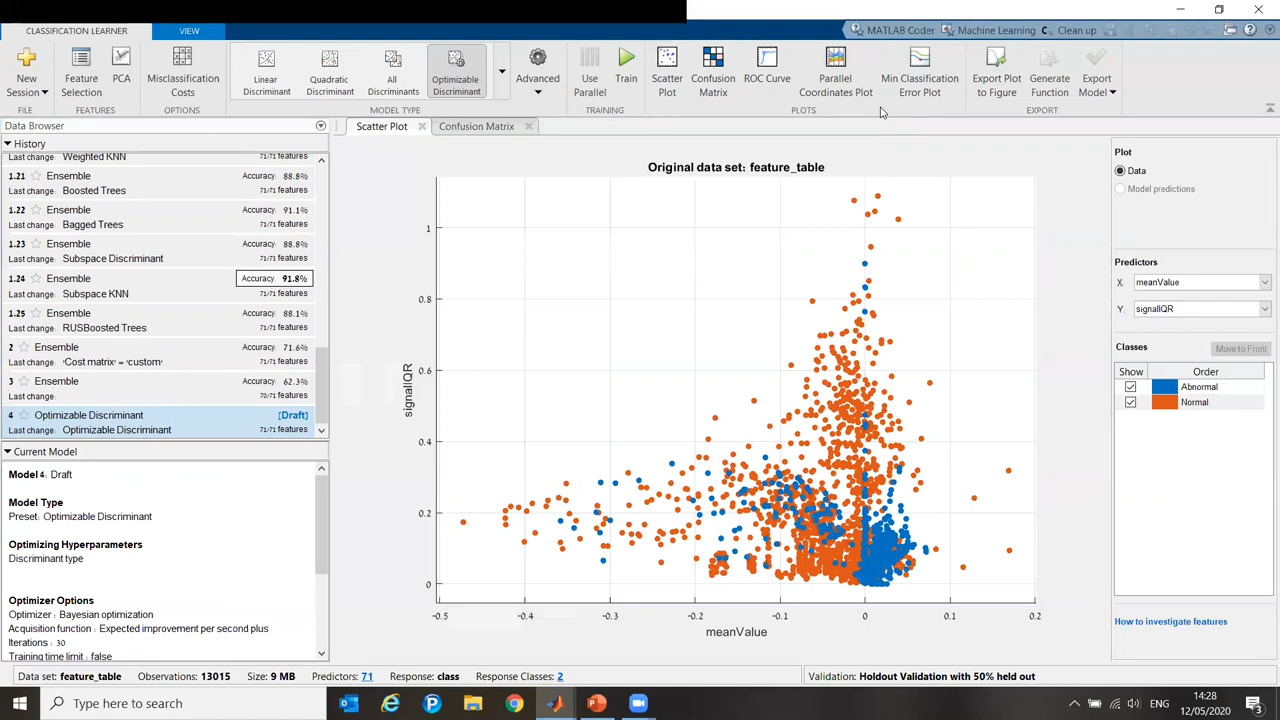 CLASSIFICATION LEARNER
VIEW
MATLAB Coder
Machine Learning
Clean up
New Session
Feature Selection
PCA
Misclassification Costs
Linear Discriminant
Quadratic Discriminant
All Discriminants
Optimizable Discriminant
Advanced
Use Parallel
Train
Scatter Plot
Confusion Matrix
ROC Curve
Parallel Coordinates Plot
Min Classification Error Plot
Export Plot to Figure
Generate Function
Export Model
FILE
FEATURES
OPTIONS
MODEL TYPE
TRAINING
PLOTS
EXPORT
Data Browser
Scatter Plot
Confusion Matrix
History
Last change: Weighted KNN 71/71 features
1.21 Ensemble Accuracy: 88.8%
Last change: Boosted Trees 71/71 features
1.22 Ensemble Accuracy: 91.1%
Last change: Bagged Trees 71/71 features
1.23 Ensemble Accuracy: 88.8%
Last change: Subspace Discriminant 71/71 features
1.24 Ensemble Accuracy: 91.8%
Last change: Subspace KNN 71/71 features
1.25 Ensemble Accuracy: 88.1%
Last change: RUSBoosted Trees 71/71 features
2 Ensemble Accuracy: 71.6%
Last change: 'Cost matrix' = 'custom' 71/71 features
3 Ensemble Accuracy: 62.3%
Last change: 70/71 features
4 Optimizable Discriminant [Draft]
Last change: Optimizable Discriminant 71/71 features
Current Model
Model 4: Draft
Model Type
Preset: Optimizable Discriminant
Optimizing Hyperparameters
Discriminant type
Optimizer Options
Optimizer : Bayesian optimization
Acquisition function : Expected improvement per second plus
Iterations : 30
Training time limit : false
Original data set: feature_table
signalIQR
1
0.8
0.6
0.4
0.2
0
-0.5 -0.4 -0.3 -0.2 -0.1 0 0.1 0.2
meanValue
Plot
Data
Model predictions
Predictors
X: meanValue
Y: signalIQR
Classes
Move to Front
Show Order
Abnormal
Normal
How to investigate features
Data set: feature_table Observations: 13015 Size: 9 MB Predictors: 71 Response: class Response Classes: 2 Validation: Holdout Validation with 50% held out
Type here to search
ENG
14:28
12/05/2020
3